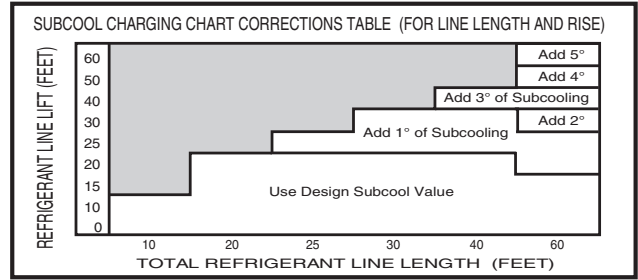 SUBCOOL CHARGING CHART CORRECTIONS TABLE (FOR LINE LENGTH AND RISE)
REFRIGERANT LINE LIFT (FEET)
60
50
40
30
25
20
15
10
0
Add 5°
Add 4°
Add 3° of Subcooling
Add 2°
Add 1° of Subcooling
Use Design Subcool Value
10 20 25 30 40 60
TOTAL REFRIGERANT LINE LENGTH (FEET)